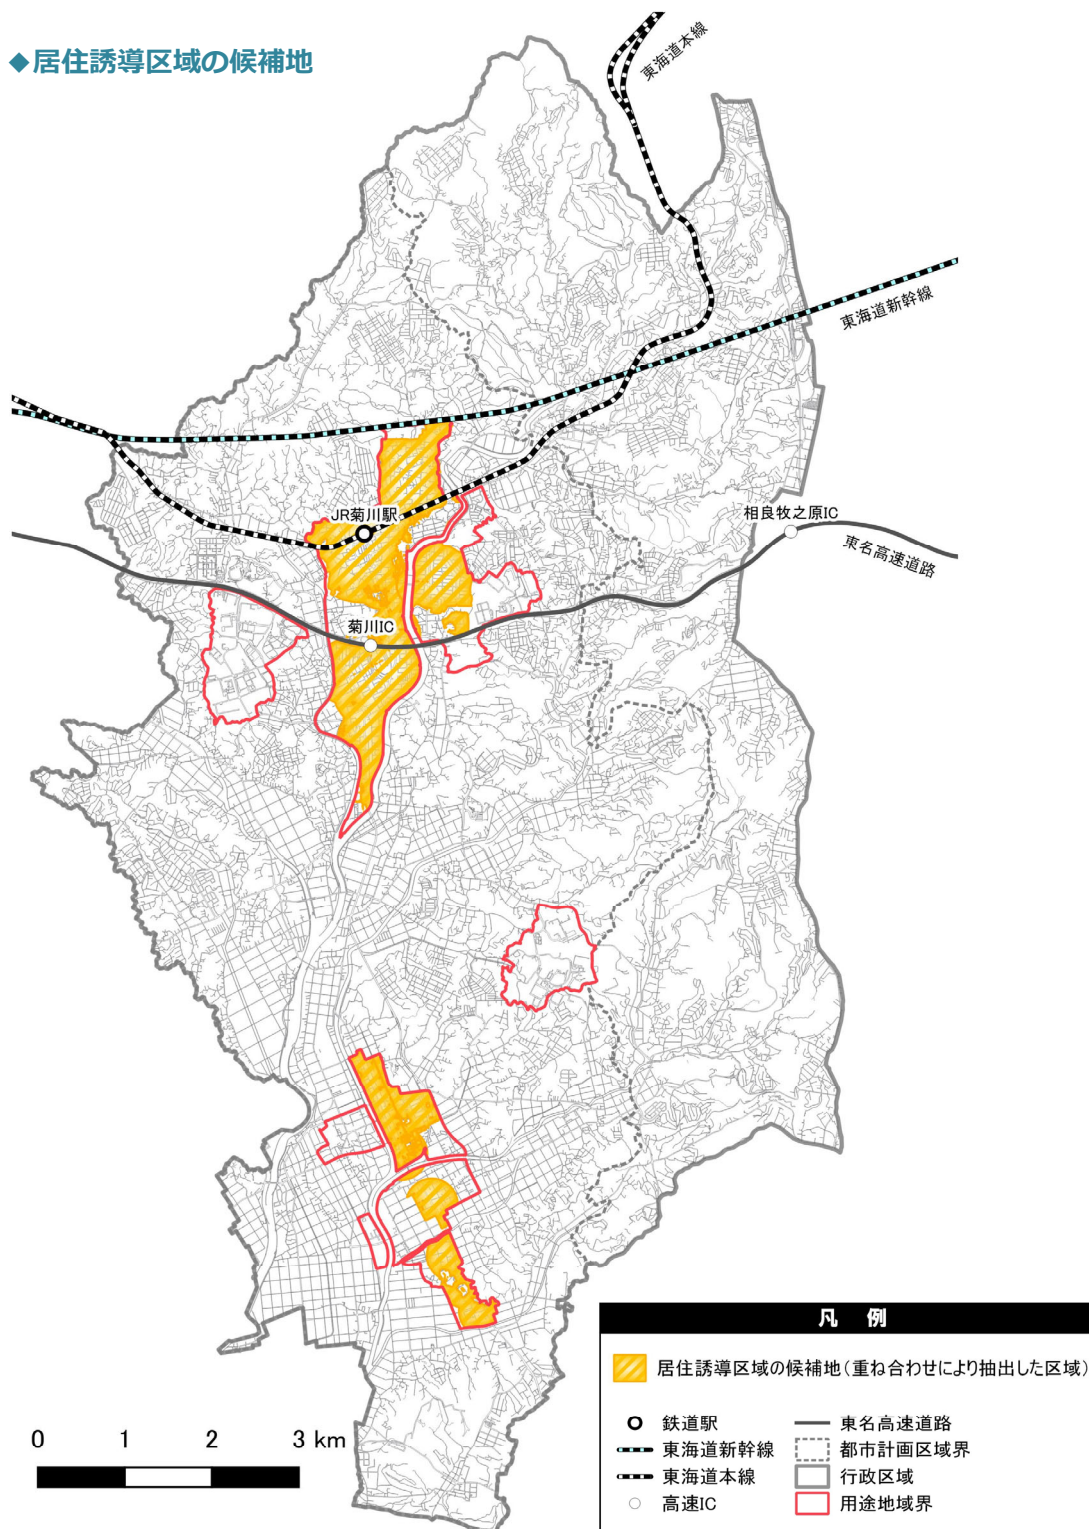 ◆居住誘導区域の候補地
東海道本線
東海道新幹線
JR菊川駅
相良牧之原IC
東名高速道路
菊川IC
凡 例
居住誘導区域の候補地(重ね合わせにより抽出した区域)
鉄道駅
東名高速道路
東海道新幹線
都市計画区域界
東海道本線
行政区域
高速IC
用途地域界
0 1 2 3 km